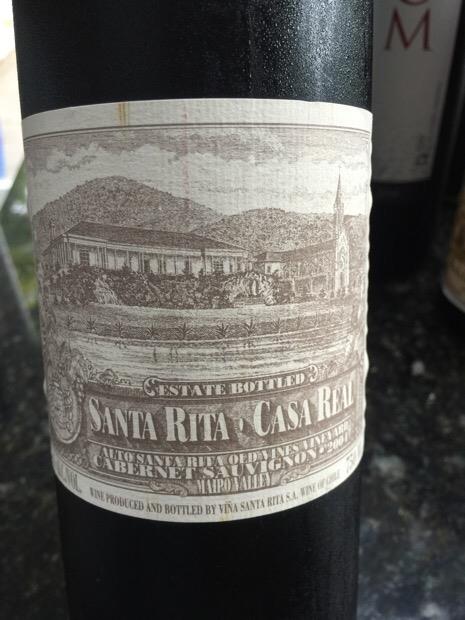 M
ESTATE BOTTLED
SANTA RITA · CASA REAL
ALTO SANTA RITA OLD VINES VINEYARD
CABERNET SAUVIGNON
MAIPO VALLEY
VOL.
WINE PRODUCED AND BOTTLED BY VIÑA SANTA RITA S.A. WINE OF CHILE